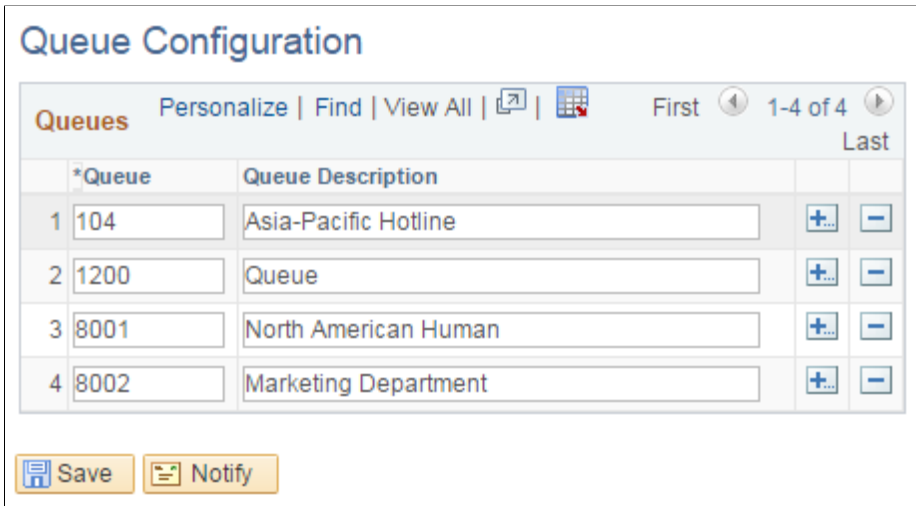 Queue Configuration
Queues Personalize | Find | View All | | First 1-4 of 4
Last
*Queue Queue Description
1 104 Asia-Pacific Hotline
2 1200 Queue
3 8001 North American Human
4 8002 Marketing Department
Save Notify